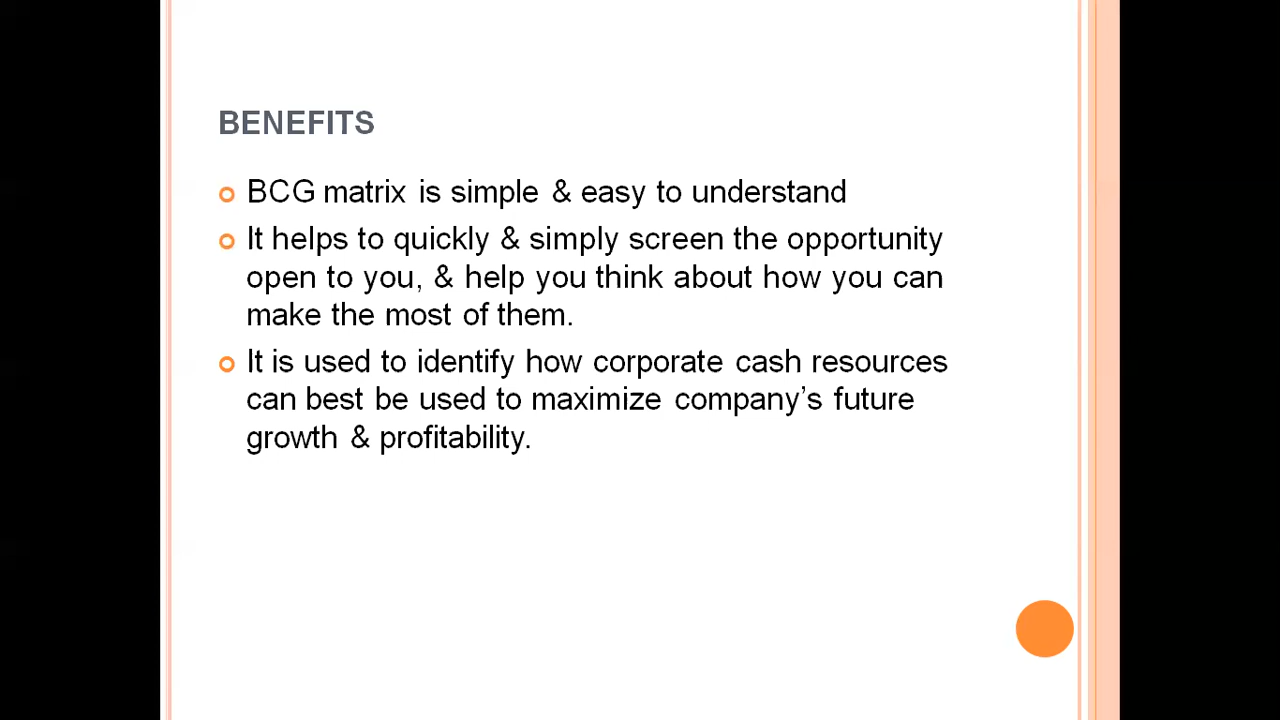 BENEFITS
BCG matrix is simple & easy to understand
It helps to quickly & simply screen the opportunity
open to you, & help you think about how you can
make the most of them.
It is used to identify how corporate cash resources
can best be used to maximize company’s future
growth & profitability.